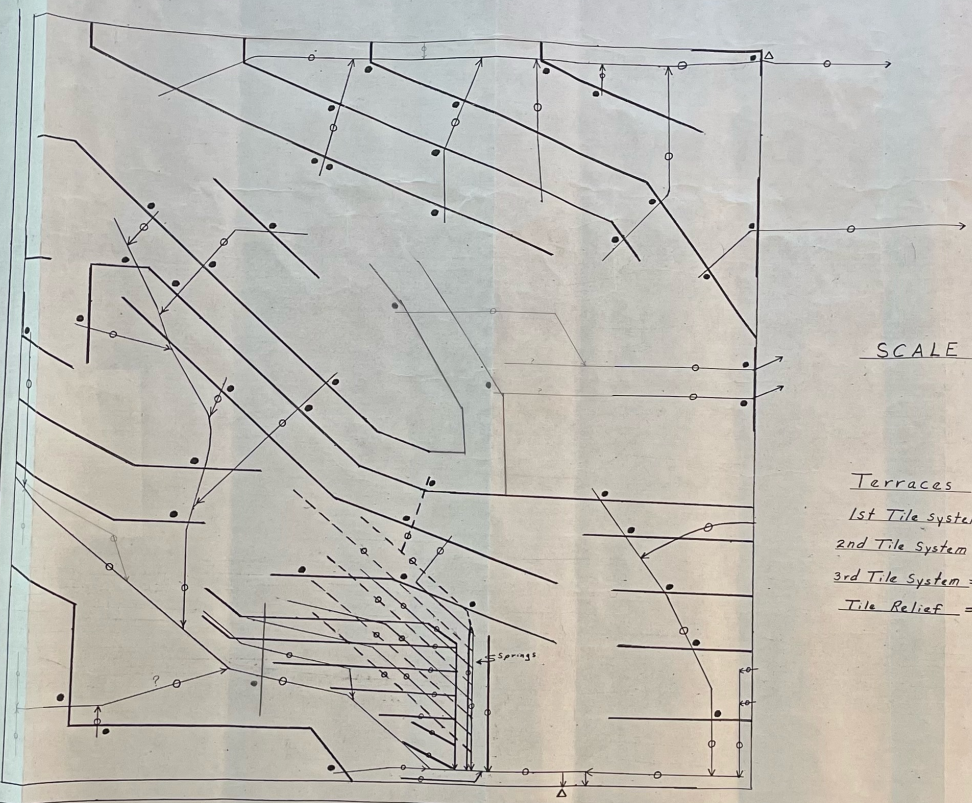 SCALE
Terraces
1st Tile System
2nd Tile System
3rd Tile System =
Tile Relief =
Springs
?